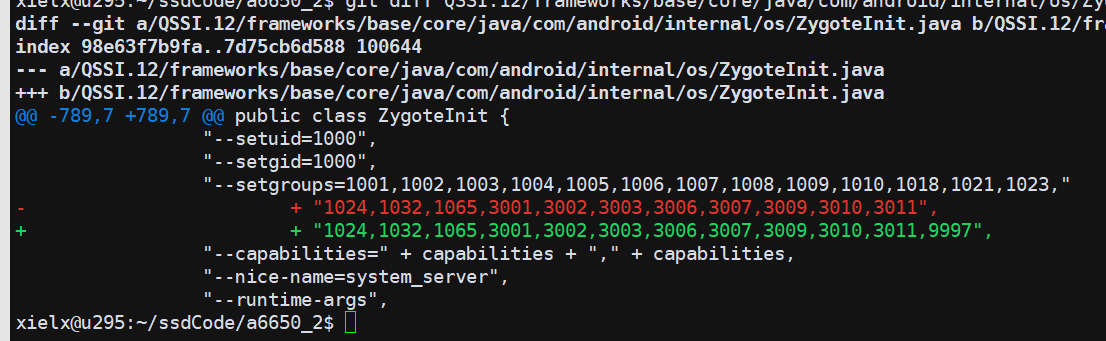 xielx@u295:~/ssdCode/a6650_2$ git diff QSSI.12/frameworks/base/core/java/com/android/internal/os/Zygo
diff --git a/QSSI.12/frameworks/base/core/java/com/android/internal/os/ZygoteInit.java b/QSSI.12/fr
index 98e63f7b9fa..7d75cb6d588 100644
--- a/QSSI.12/frameworks/base/core/java/com/android/internal/os/ZygoteInit.java
+++ b/QSSI.12/frameworks/base/core/java/com/android/internal/os/ZygoteInit.java
@@ -789,7 +789,7 @@ public class ZygoteInit {
                "--setuid=1000",
                "--setgid=1000",
                "--setgroups=1001,1002,1003,1004,1005,1006,1007,1008,1009,1010,1018,1021,1023,"
-                       + "1024,1032,1065,3001,3002,3003,3006,3007,3009,3010,3011",
+                       + "1024,1032,1065,3001,3002,3003,3006,3007,3009,3010,3011,9997",
                "--capabilities=" + capabilities + "," + capabilities,
                "--nice-name=system_server",
                "--runtime-args",
xielx@u295:~/ssdCode/a6650_2$